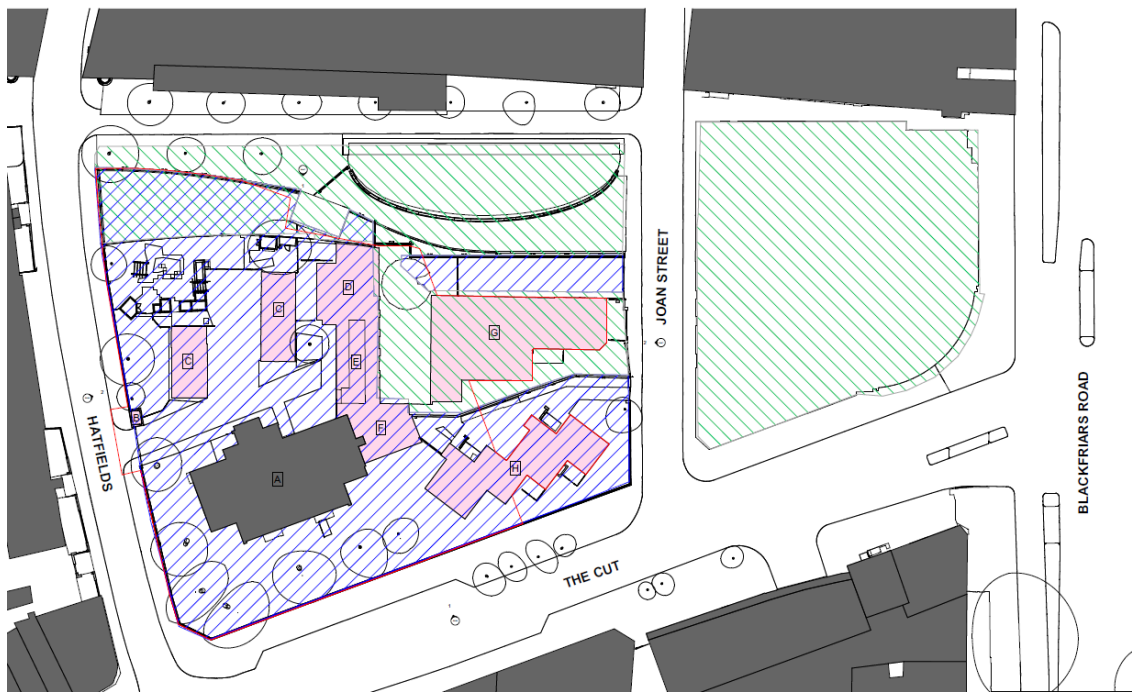 JOAN STREET
HATFIELDS
BLACKFRIARS ROAD
THE CUT
A
B
C
C
D
E
F
G
H